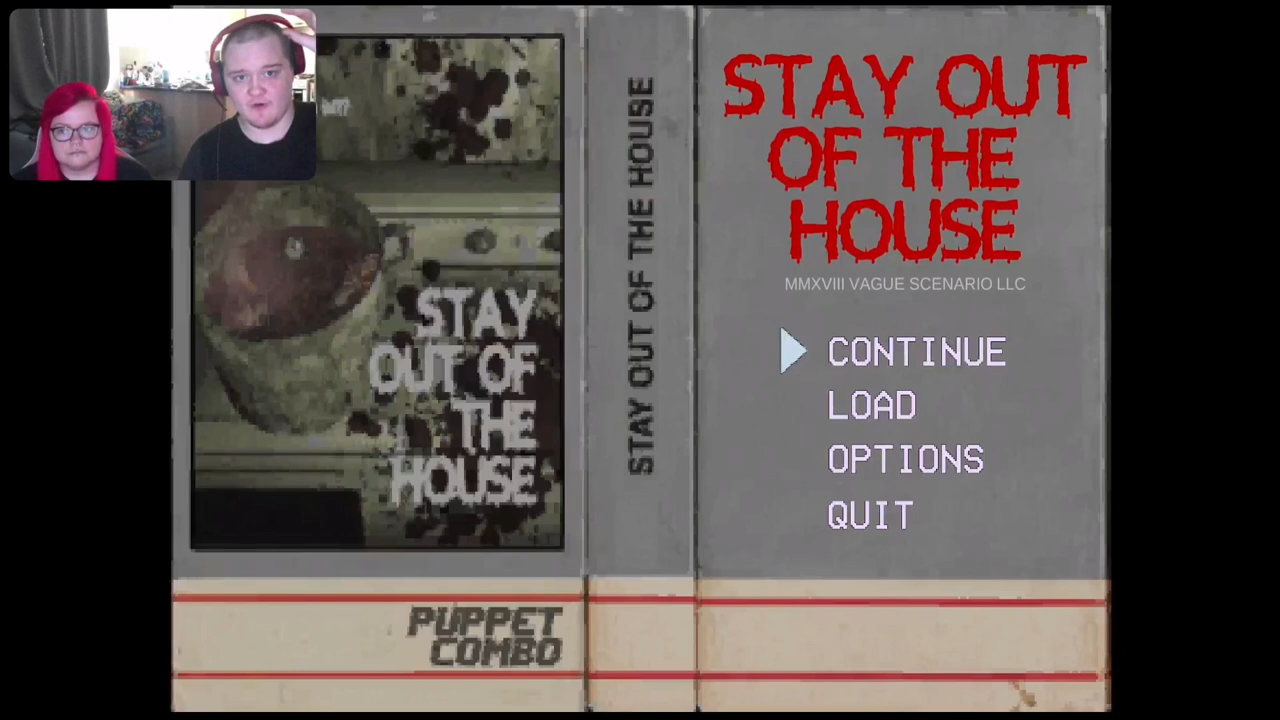 STAY
OUT OF
THE
HOUSE
PUPPET
COMBO
STAY OUT OF THE HOUSE
STAY OUT
OF THE
HOUSE
MMXVIII VAGUE SCENARIO LLC
CONTINUE
LOAD
OPTIONS
QUIT